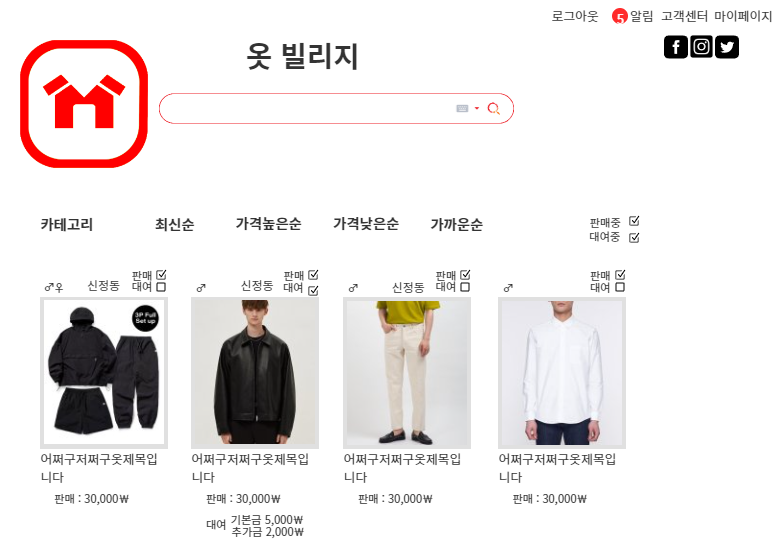 로그아웃 5 알림 고객센터 마이페이지
옷 빌리지
카테고리 최신순 가격높은순 가격낮은순 가까운순
판매중
대여중
♂♀ 신정동 판매
대여
♂ 신정동 판매
대여
♂ 신정동 판매
대여
♂ 판매
대여
3P Full
Set up
어쩌구저쩌구옷제목입
니다
판매 : 30,000₩
어쩌구저쩌구옷제목입
니다
판매 : 30,000₩
대여 기본금 5,000₩
추가금 2,000₩
어쩌구저쩌구옷제목입
니다
판매 : 30,000₩
어쩌구저쩌구옷제목입
니다
판매 : 30,000₩